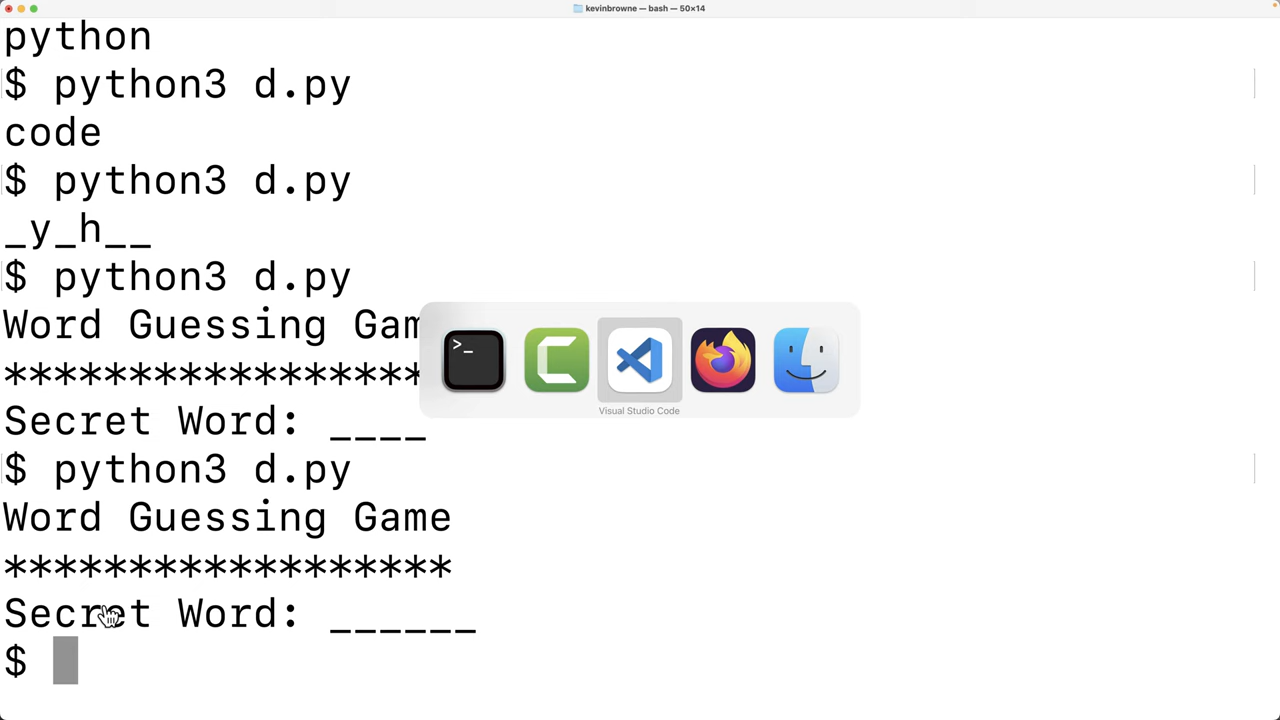 kevinbrowne — bash — 50×14
python
$ python3 d.py
code
$ python3 d.py
_y_h__
$ python3 d.py
Word Guessing Gam
*****************
Secret Word: ____
$ python3 d.py
Word Guessing Game
******************
Secret Word: ______
$
>_
Visual Studio Code